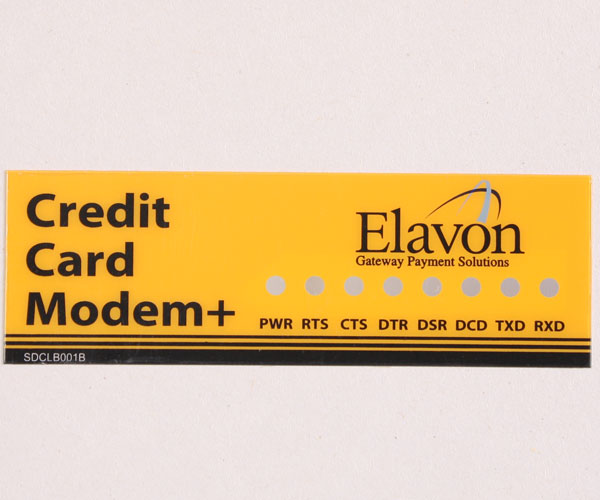 Credit
Card
Modem+
Elavon
Gateway Payment Solutions
PWR RTS CTS DTR DSR DCD TXD RXD
SDCLB001B